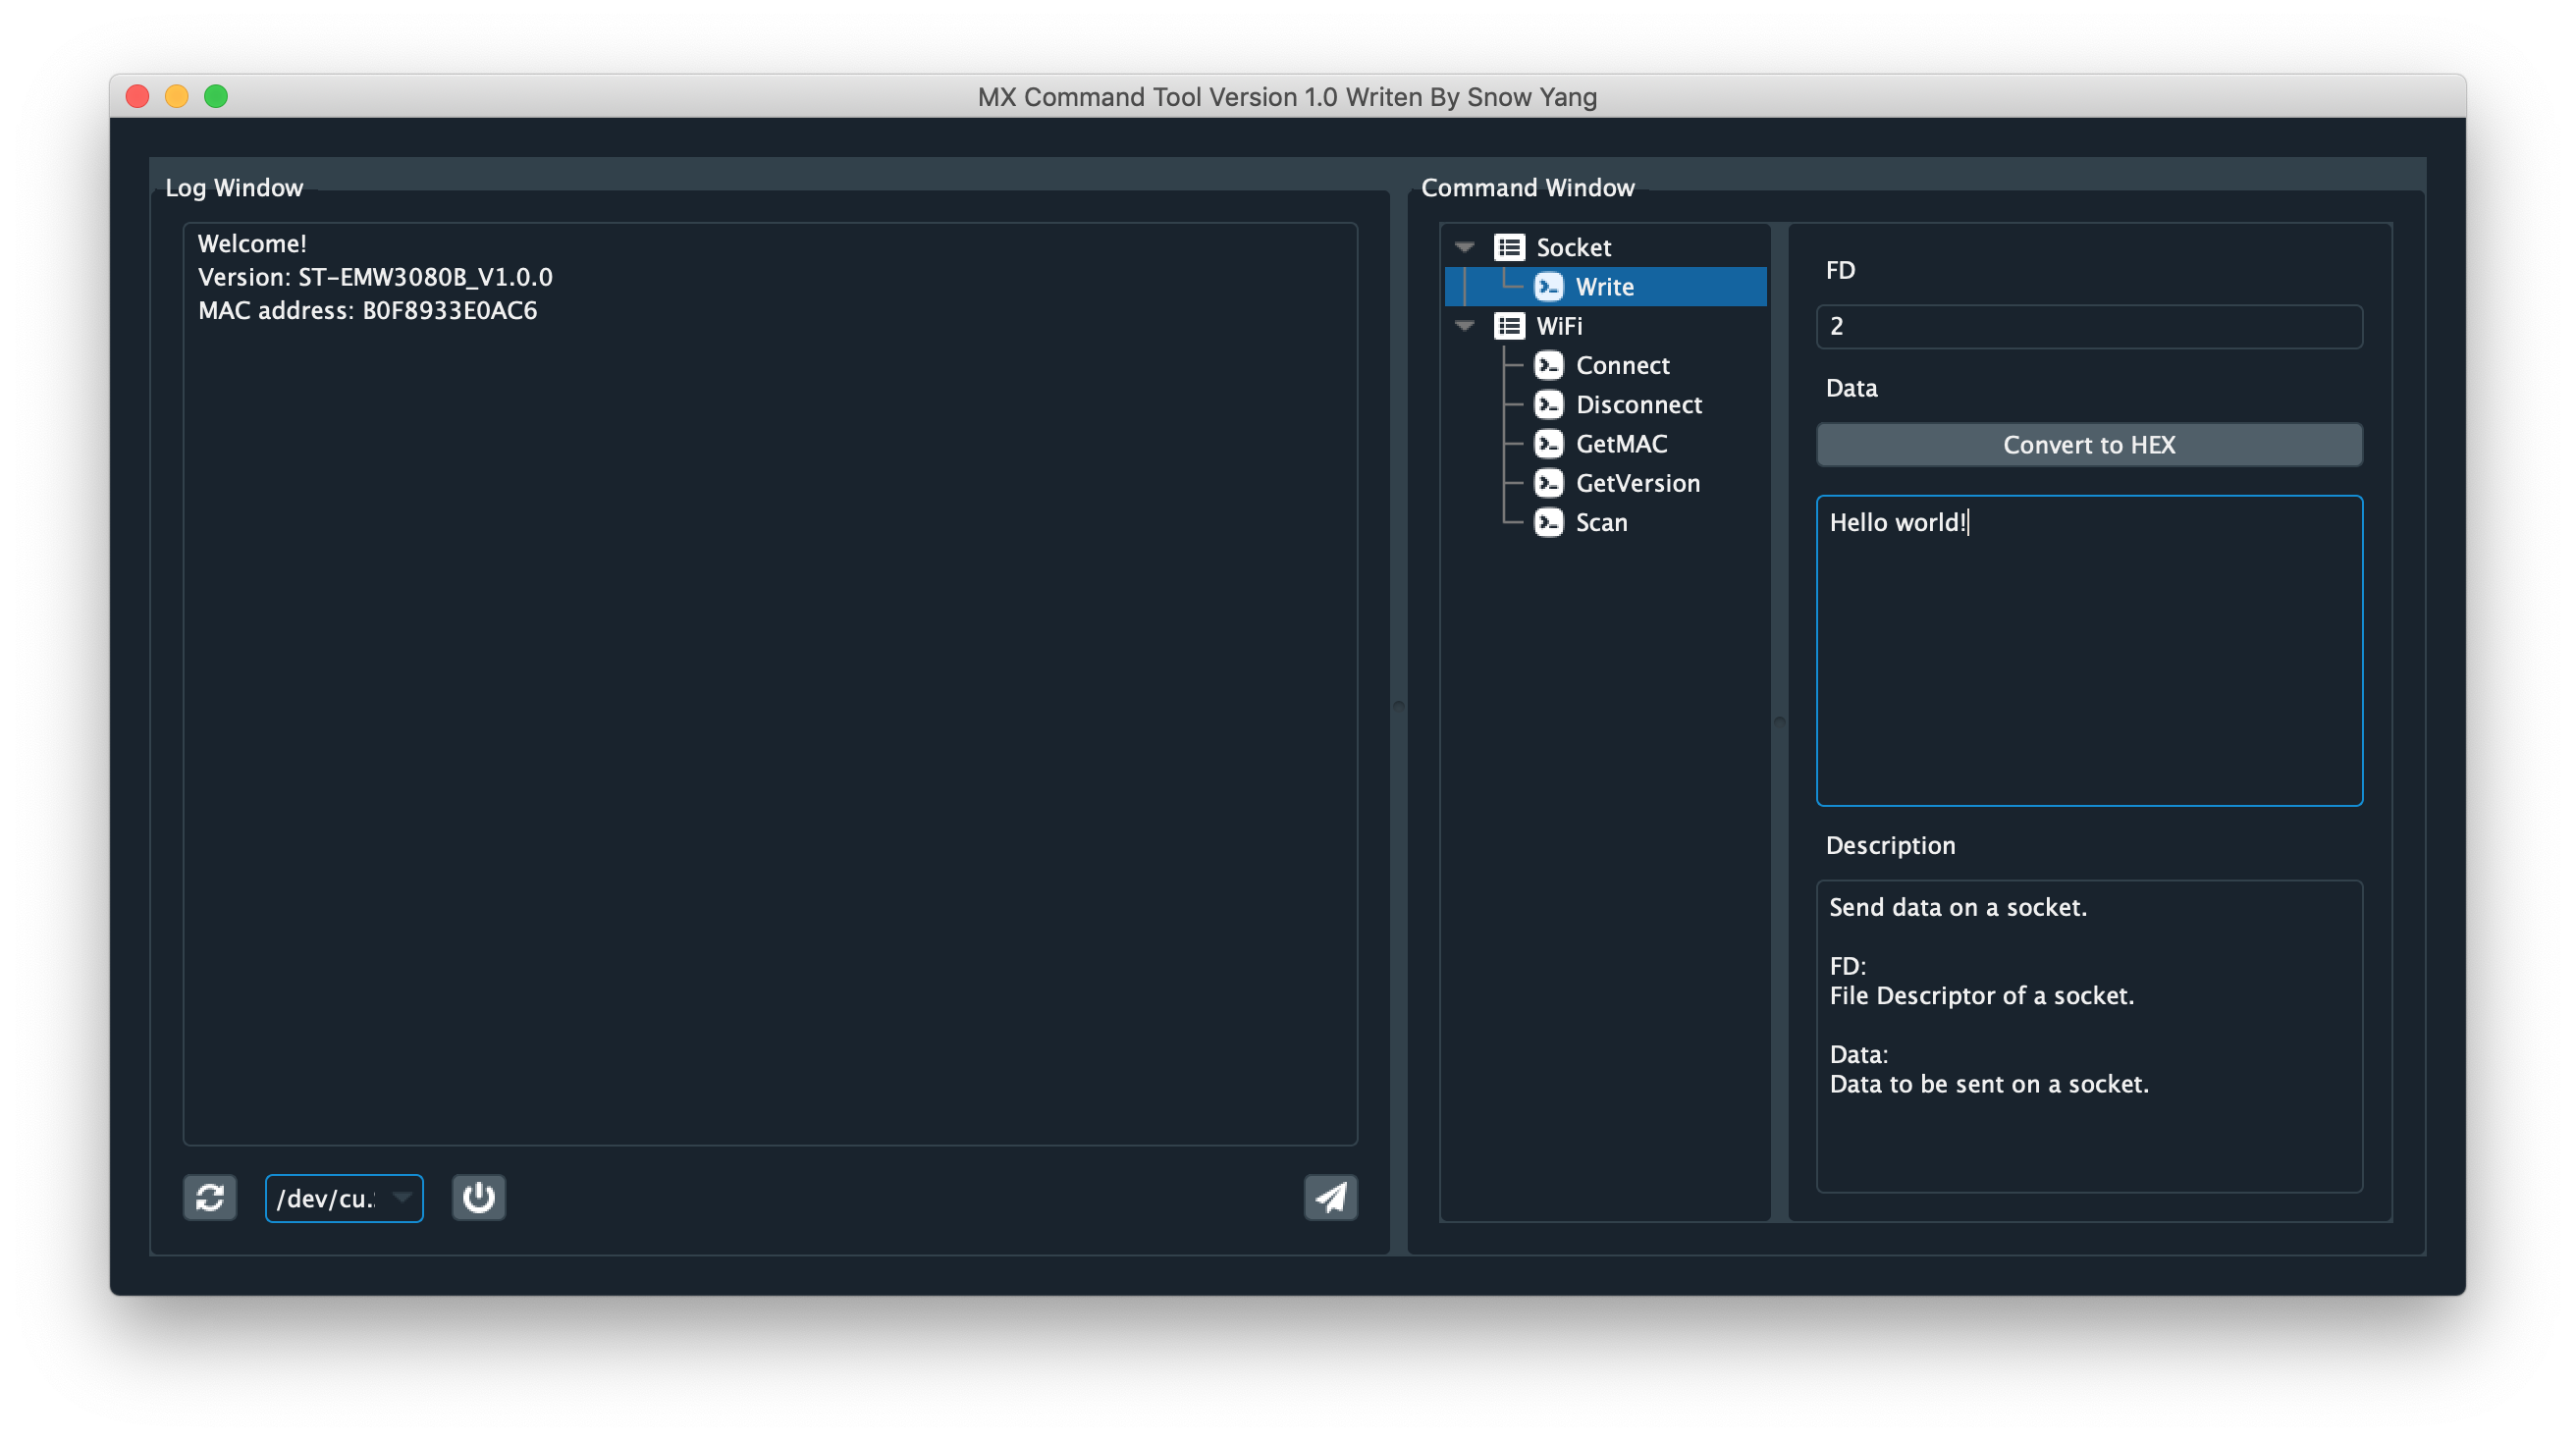 MX Command Tool Version 1.0 Writen By Snow Yang
Log Window
Welcome!
Version: ST-EMW3080B_V1.0.0
MAC address: B0F8933E0AC6
/dev/cu.
Command Window
Socket
Write
WiFi
Connect
Disconnect
GetMAC
GetVersion
Scan
FD
2
Data
Convert to HEX
Hello world!
Description
Send data on a socket.
FD:
File Descriptor of a socket.
Data:
Data to be sent on a socket.